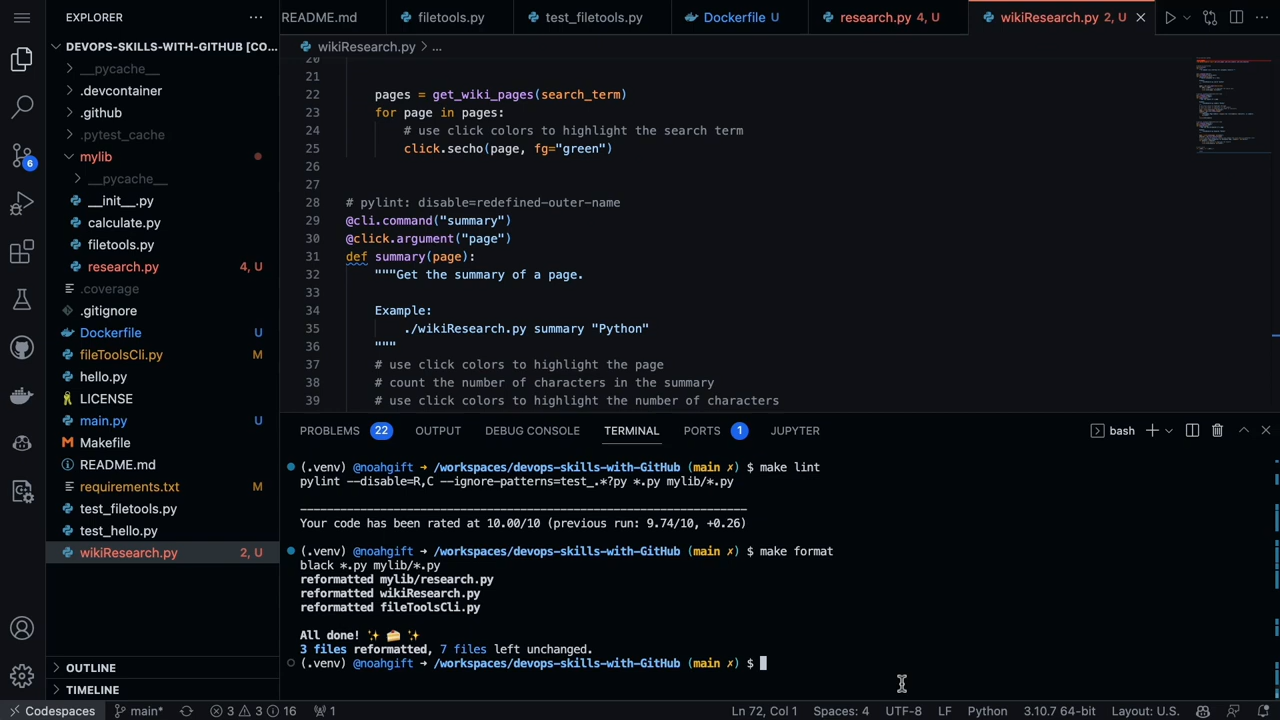 EXPLORER
README.md
filetools.py
test_filetools.py
Dockerfile U
research.py 4, U
wikiResearch.py 2, U
DEVOPS-SKILLS-WITH-GITHUB [CO...
wikiResearch.py > ...
__pycache__
.devcontainer
.github
.pytest_cache
mylib
__pycache__
__init__.py
calculate.py
filetools.py
research.py 4, U
.coverage
.gitignore
Dockerfile U
fileToolsCli.py M
hello.py
LICENSE
main.py U
Makefile
README.md
requirements.txt M
test_filetools.py
test_hello.py
wikiResearch.py 2, U
OUTLINE
TIMELINE
6
20
21
22 pages = get_wiki_pages(search_term)
23 for page in pages:
24 # use click colors to highlight the search term
25 click.secho(page, fg="green")
26
27
28 # pylint: disable=redefined-outer-name
29 @cli.command("summary")
30 @click.argument("page")
31 def summary(page):
32 """Get the summary of a page.
33
34 Example:
35 ./wikiResearch.py summary "Python"
36 """
37 # use click colors to highlight the page
38 # count the number of characters in the summary
39 # use click colors to highlight the number of characters
PROBLEMS 22 OUTPUT DEBUG CONSOLE TERMINAL PORTS 1 JUPYTER bash
(.venv) @noahgift → /workspaces/devops-skills-with-GitHub (main ✗) $ make lint
pylint --disable=R,C --ignore-patterns=test_.*?py *.py mylib/*.py
--------------------------------------------------------------------
Your code has been rated at 10.00/10 (previous run: 9.74/10, +0.26)
(.venv) @noahgift → /workspaces/devops-skills-with-GitHub (main ✗) $ make format
black *.py mylib/*.py
reformatted mylib/research.py
reformatted wikiResearch.py
reformatted fileToolsCli.py
All done! ✨ 🍰 ✨
3 files reformatted, 7 files left unchanged.
(.venv) @noahgift → /workspaces/devops-skills-with-GitHub (main ✗) $
Codespaces main* 3 3 16 1 Ln 72, Col 1 Spaces: 4 UTF-8 LF Python 3.10.7 64-bit Layout: U.S.